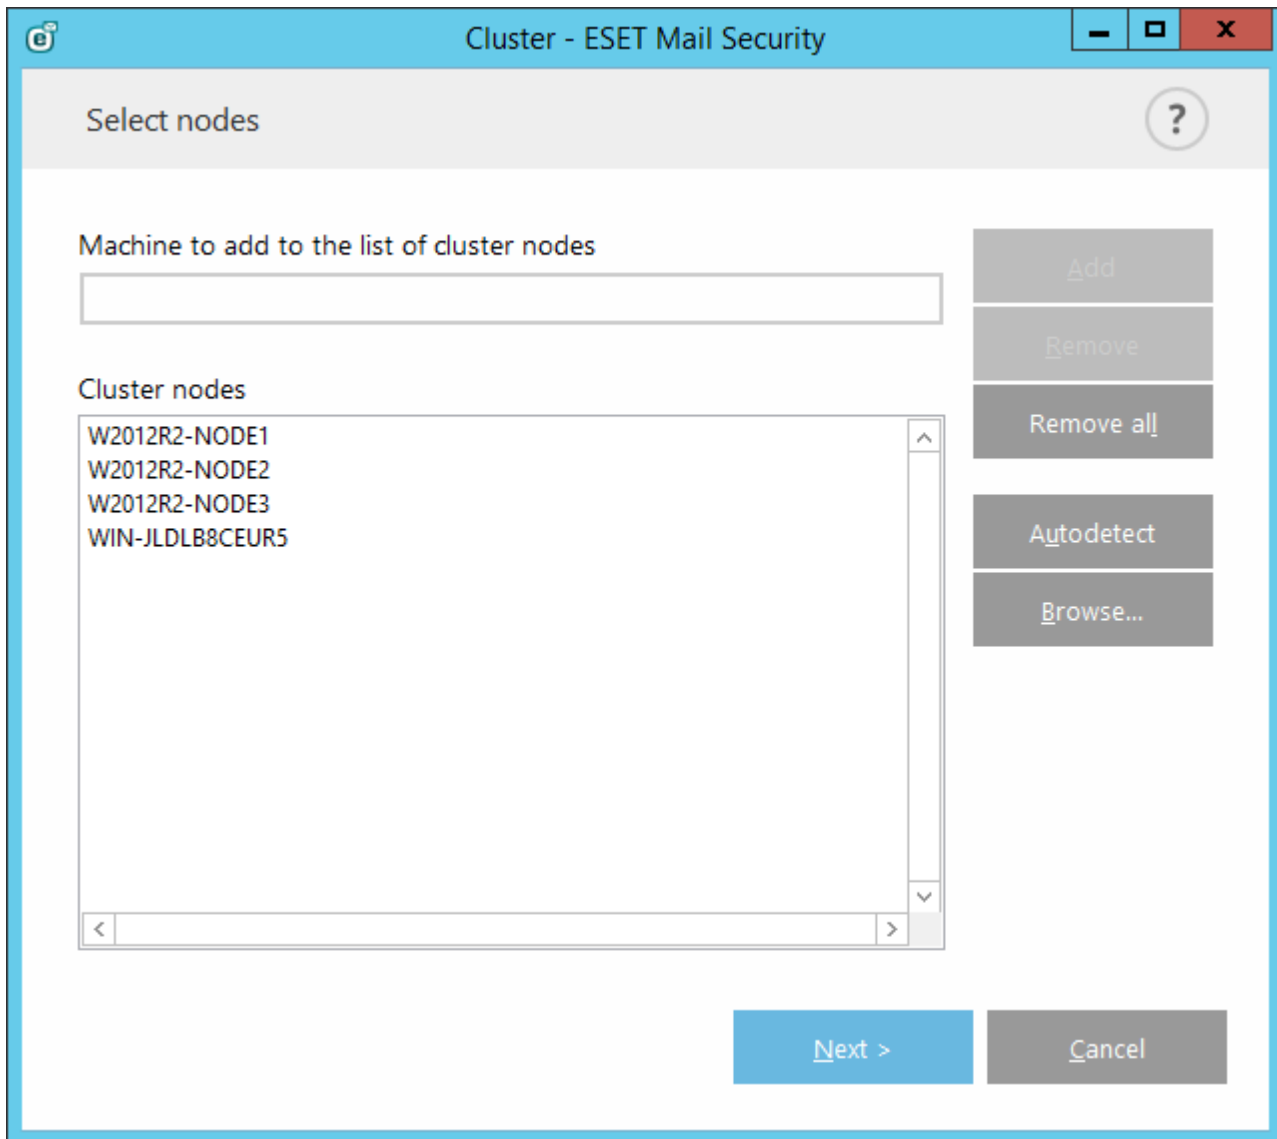 Cluster - ESET Mail Security
Select nodes
?
Machine to add to the list of cluster nodes
Add
Remove
Cluster nodes
Remove all
W2012R2-NODE1
W2012R2-NODE2
W2012R2-NODE3
WIN-JLDLB8CEUR5
Autodetect
Browse...
Next >
Cancel